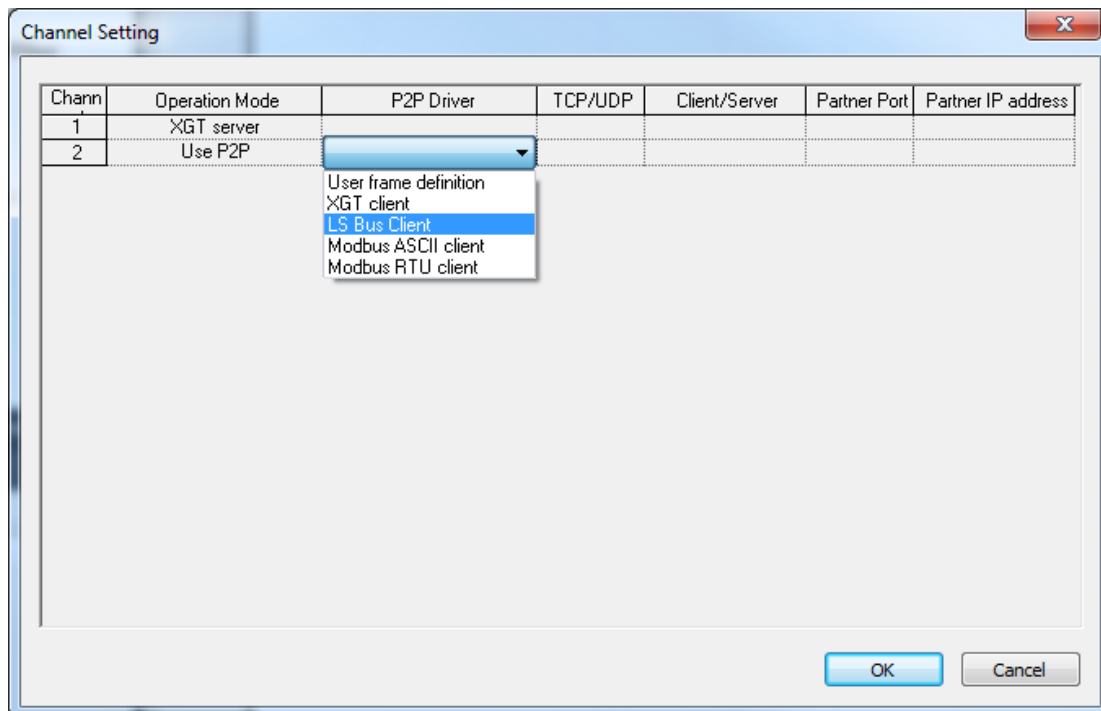 Channel Setting
Chann Operation Mode P2P Driver TCP/UDP Client/Server Partner Port Partner IP address
1 XGT server
2 Use P2P
User frame definition
XGT client
LS Bus Client
Modbus ASCII client
Modbus RTU client
OK Cancel